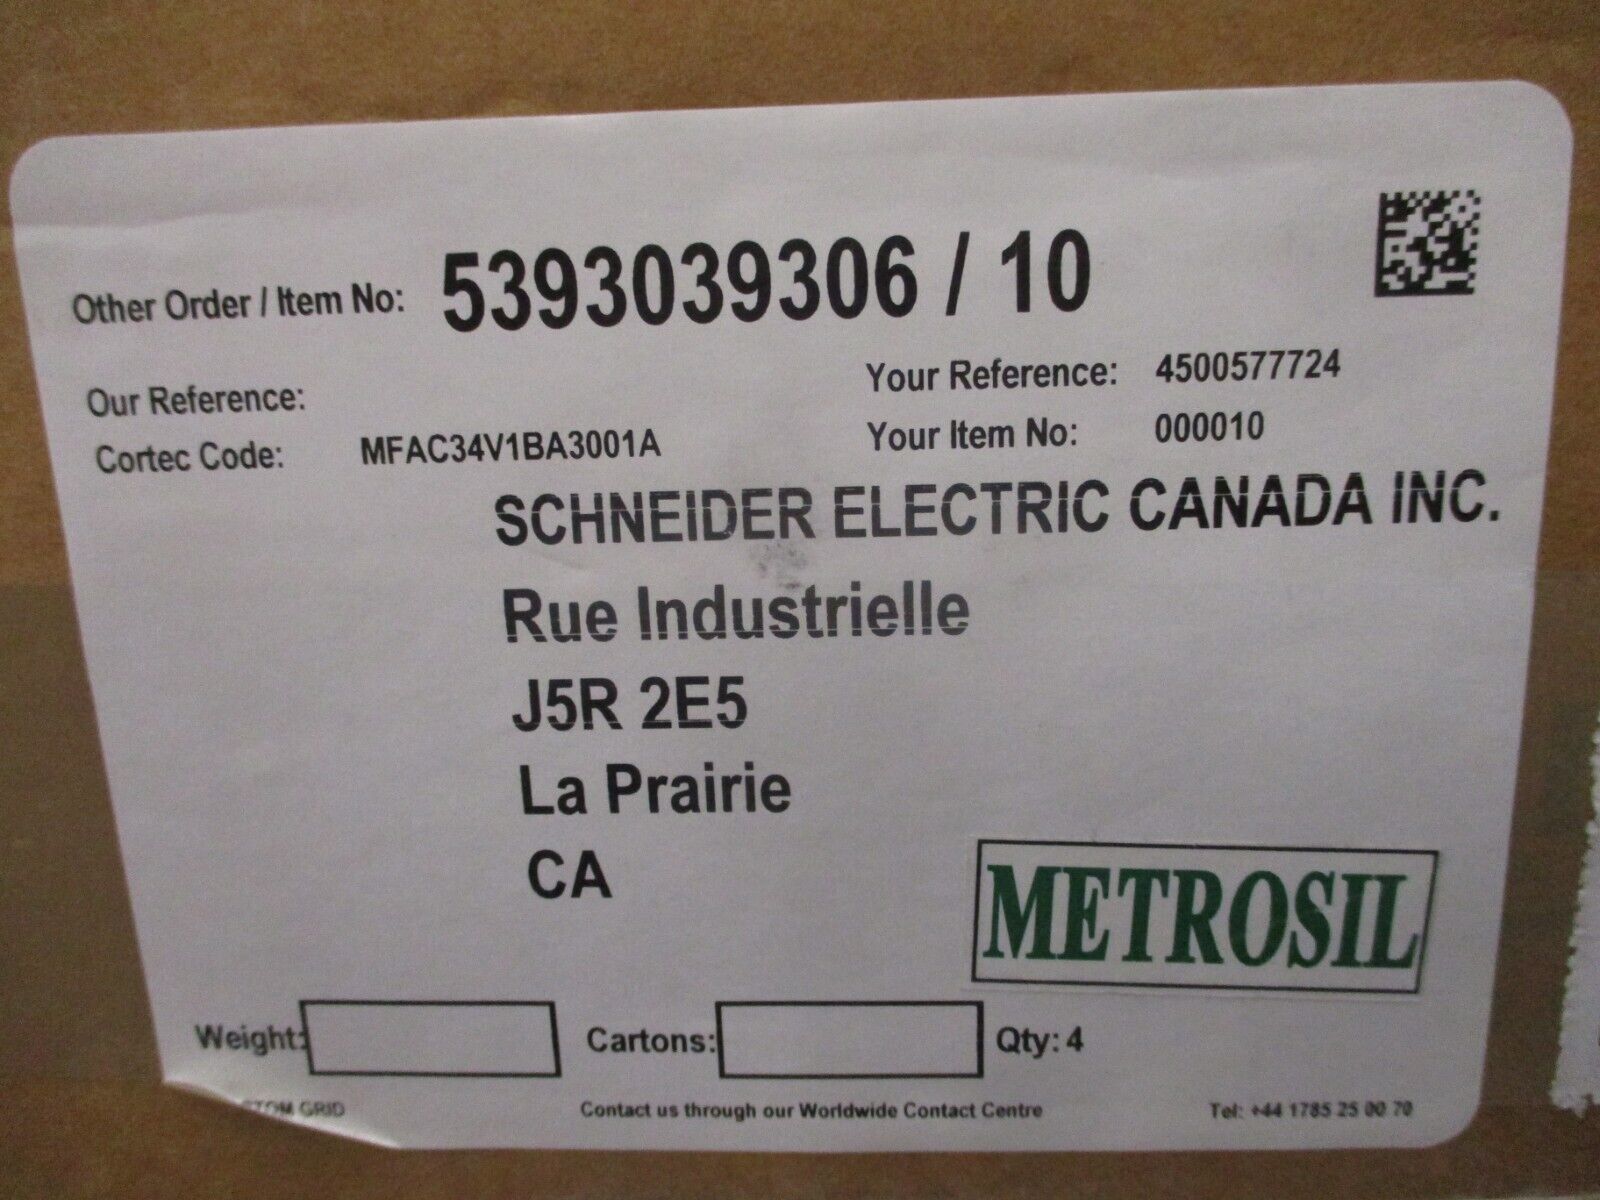 Other Order / Item No: 5393039306 / 10
Our Reference:
Your Reference: 4500577724
Cortec Code: MFAC34V1BA3001A
Your Item No: 000010
SCHNEIDER ELECTRIC CANADA INC.
Rue Industrielle
J5R 2E5
La Prairie
CA
METROSIL
Weight: Cartons: Qty: 4
GRID Contact us through our Worldwide Contact Centre Tel: +44 1785 25 00 70